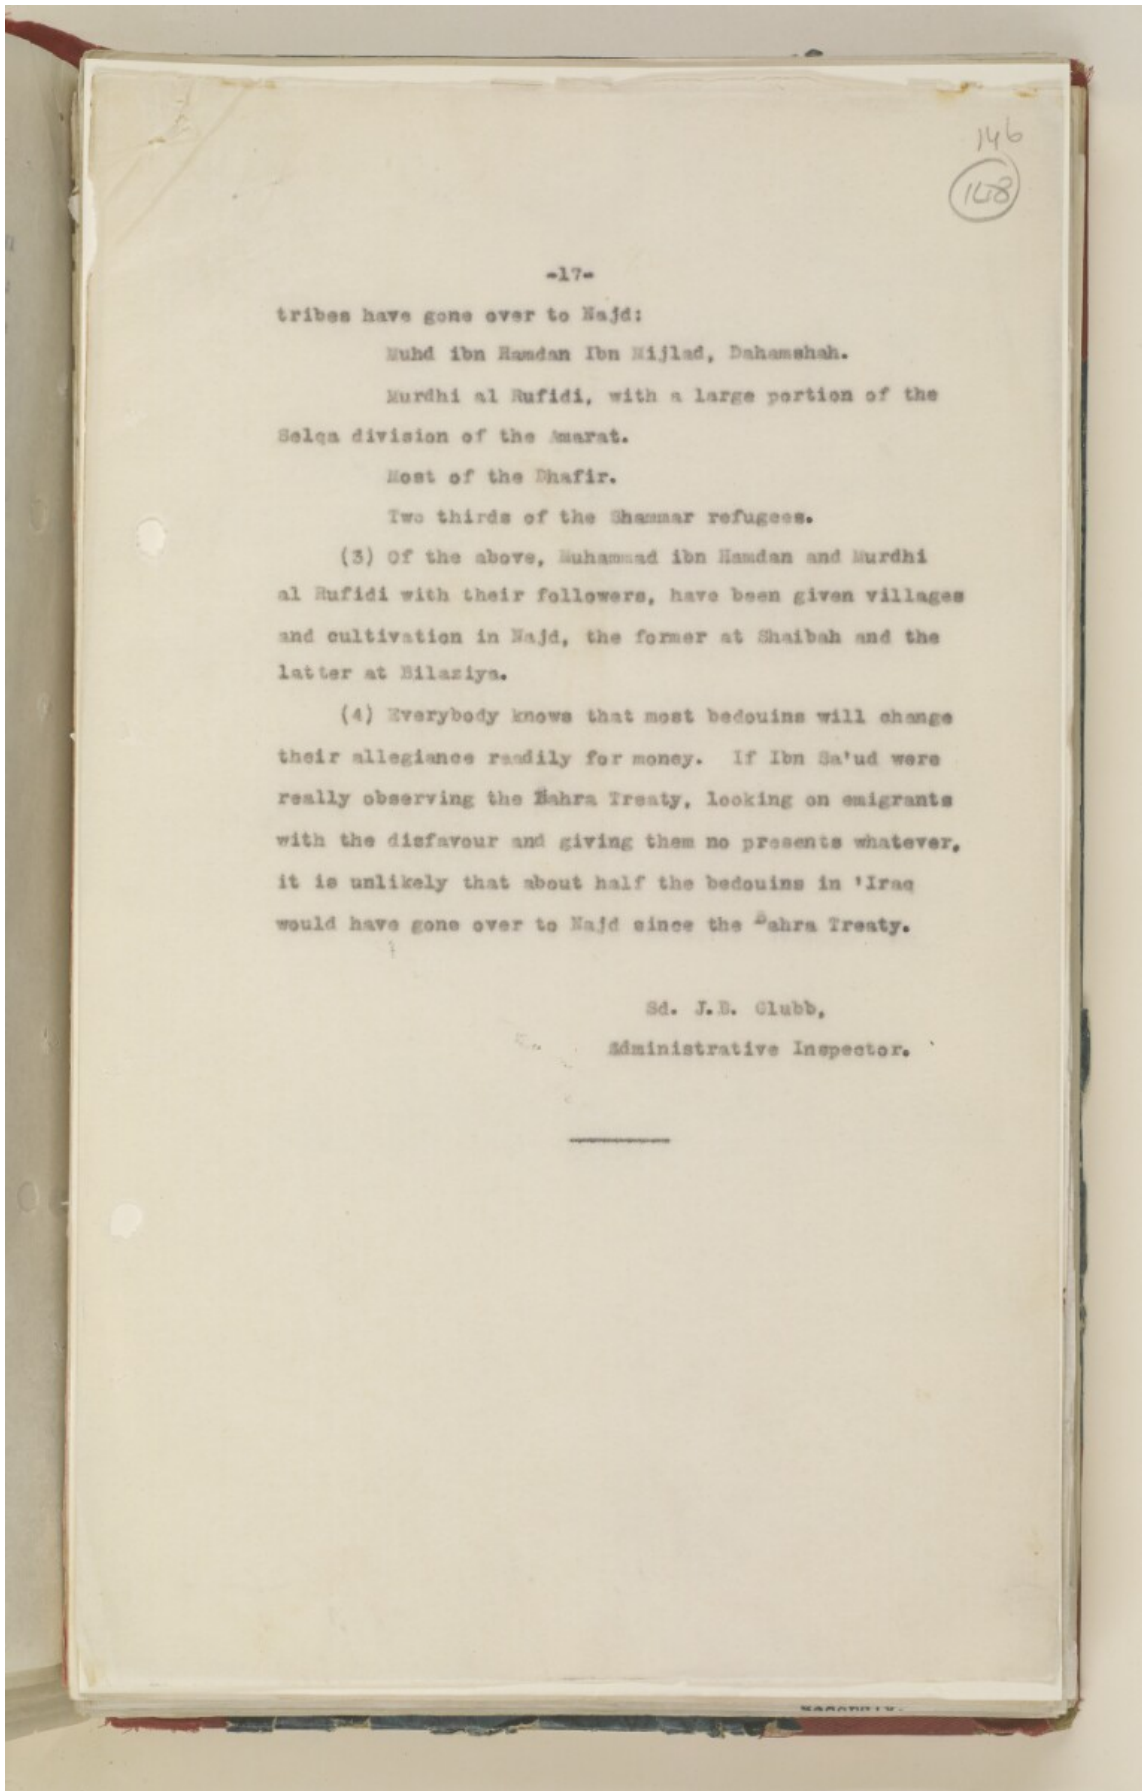 146
168
-17-
tribes have gone over to Najd:
Muhd ibn Hamdan Ibn Mijlad, Dahamshah.
Murdhi al Rufidi, with a large portion of the
Selqa division of the Amarat.
Most of the Dhafir.
Two thirds of the Shammar refugees.
(3) Of the above, Muhammad ibn Hamdan and Murdhi
al Rufidi with their followers, have been given villages
and cultivation in Najd, the former at Shaibah and the
latter at Bilaziya.
(4) Everybody knows that most bedouins will change
their allegiance readily for money. If Ibn Sa'ud were
really observing the Bahra Treaty, looking on emigrants
with the disfavour and giving them no presents whatever,
it is unlikely that about half the bedouins in 'Iraq
would have gone over to Najd since the Bahra Treaty.
Sd. J.B. Glubb,
Administrative Inspector.